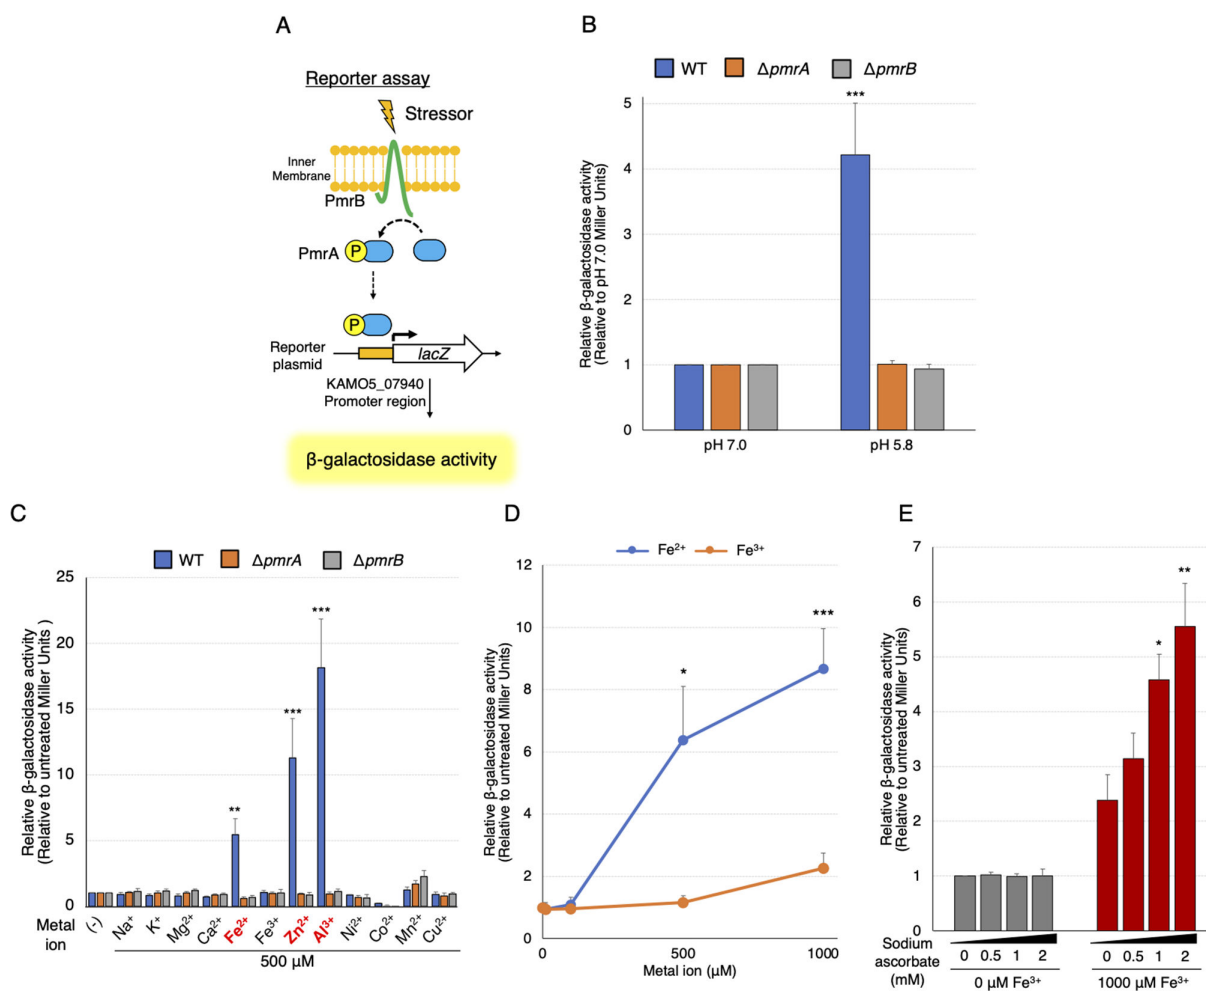 A
Reporter assay
Stressor
Inner
Membrane
PmrB
PmrA
P
P
Reporter
plasmid
lacZ
KAMO5_07940
Promoter region
β-galactosidase activity
B
WT
ΔpmrA
ΔpmrB
Relative β-galactosidase activity
(Relative to pH 7.0 Miller Units)
5
4
3
2
1
0
***
pH 7.0
pH 5.8
C
WT
ΔpmrA
ΔpmrB
Relative β-galactosidase activity
(Relative to untreated Miller Units )
25
20
15
10
5
0
**
***
***
Metal
ion
(-)
Na⁺
K⁺
Mg²⁺
Ca²⁺
Fe²⁺
Fe³⁺
Zn²⁺
Al³⁺
Ni²⁺
Co²⁺
Mn²⁺
Cu²⁺
500 μM
D
Fe²⁺
Fe³⁺
Relative β-galactosidase activity
(Relative to untreated Miller Units)
12
10
8
6
4
2
0
*
***
0
500
1000
Metal ion (μM)
E
Relative β-galactosidase activity
(Relative to untreated Miller Units)
7
6
5
4
3
2
1
0
*
**
Sodium
ascorbate
(mM)
0 0.5 1 2
0 0.5 1 2
0 μM Fe³⁺
1000 μM Fe³⁺